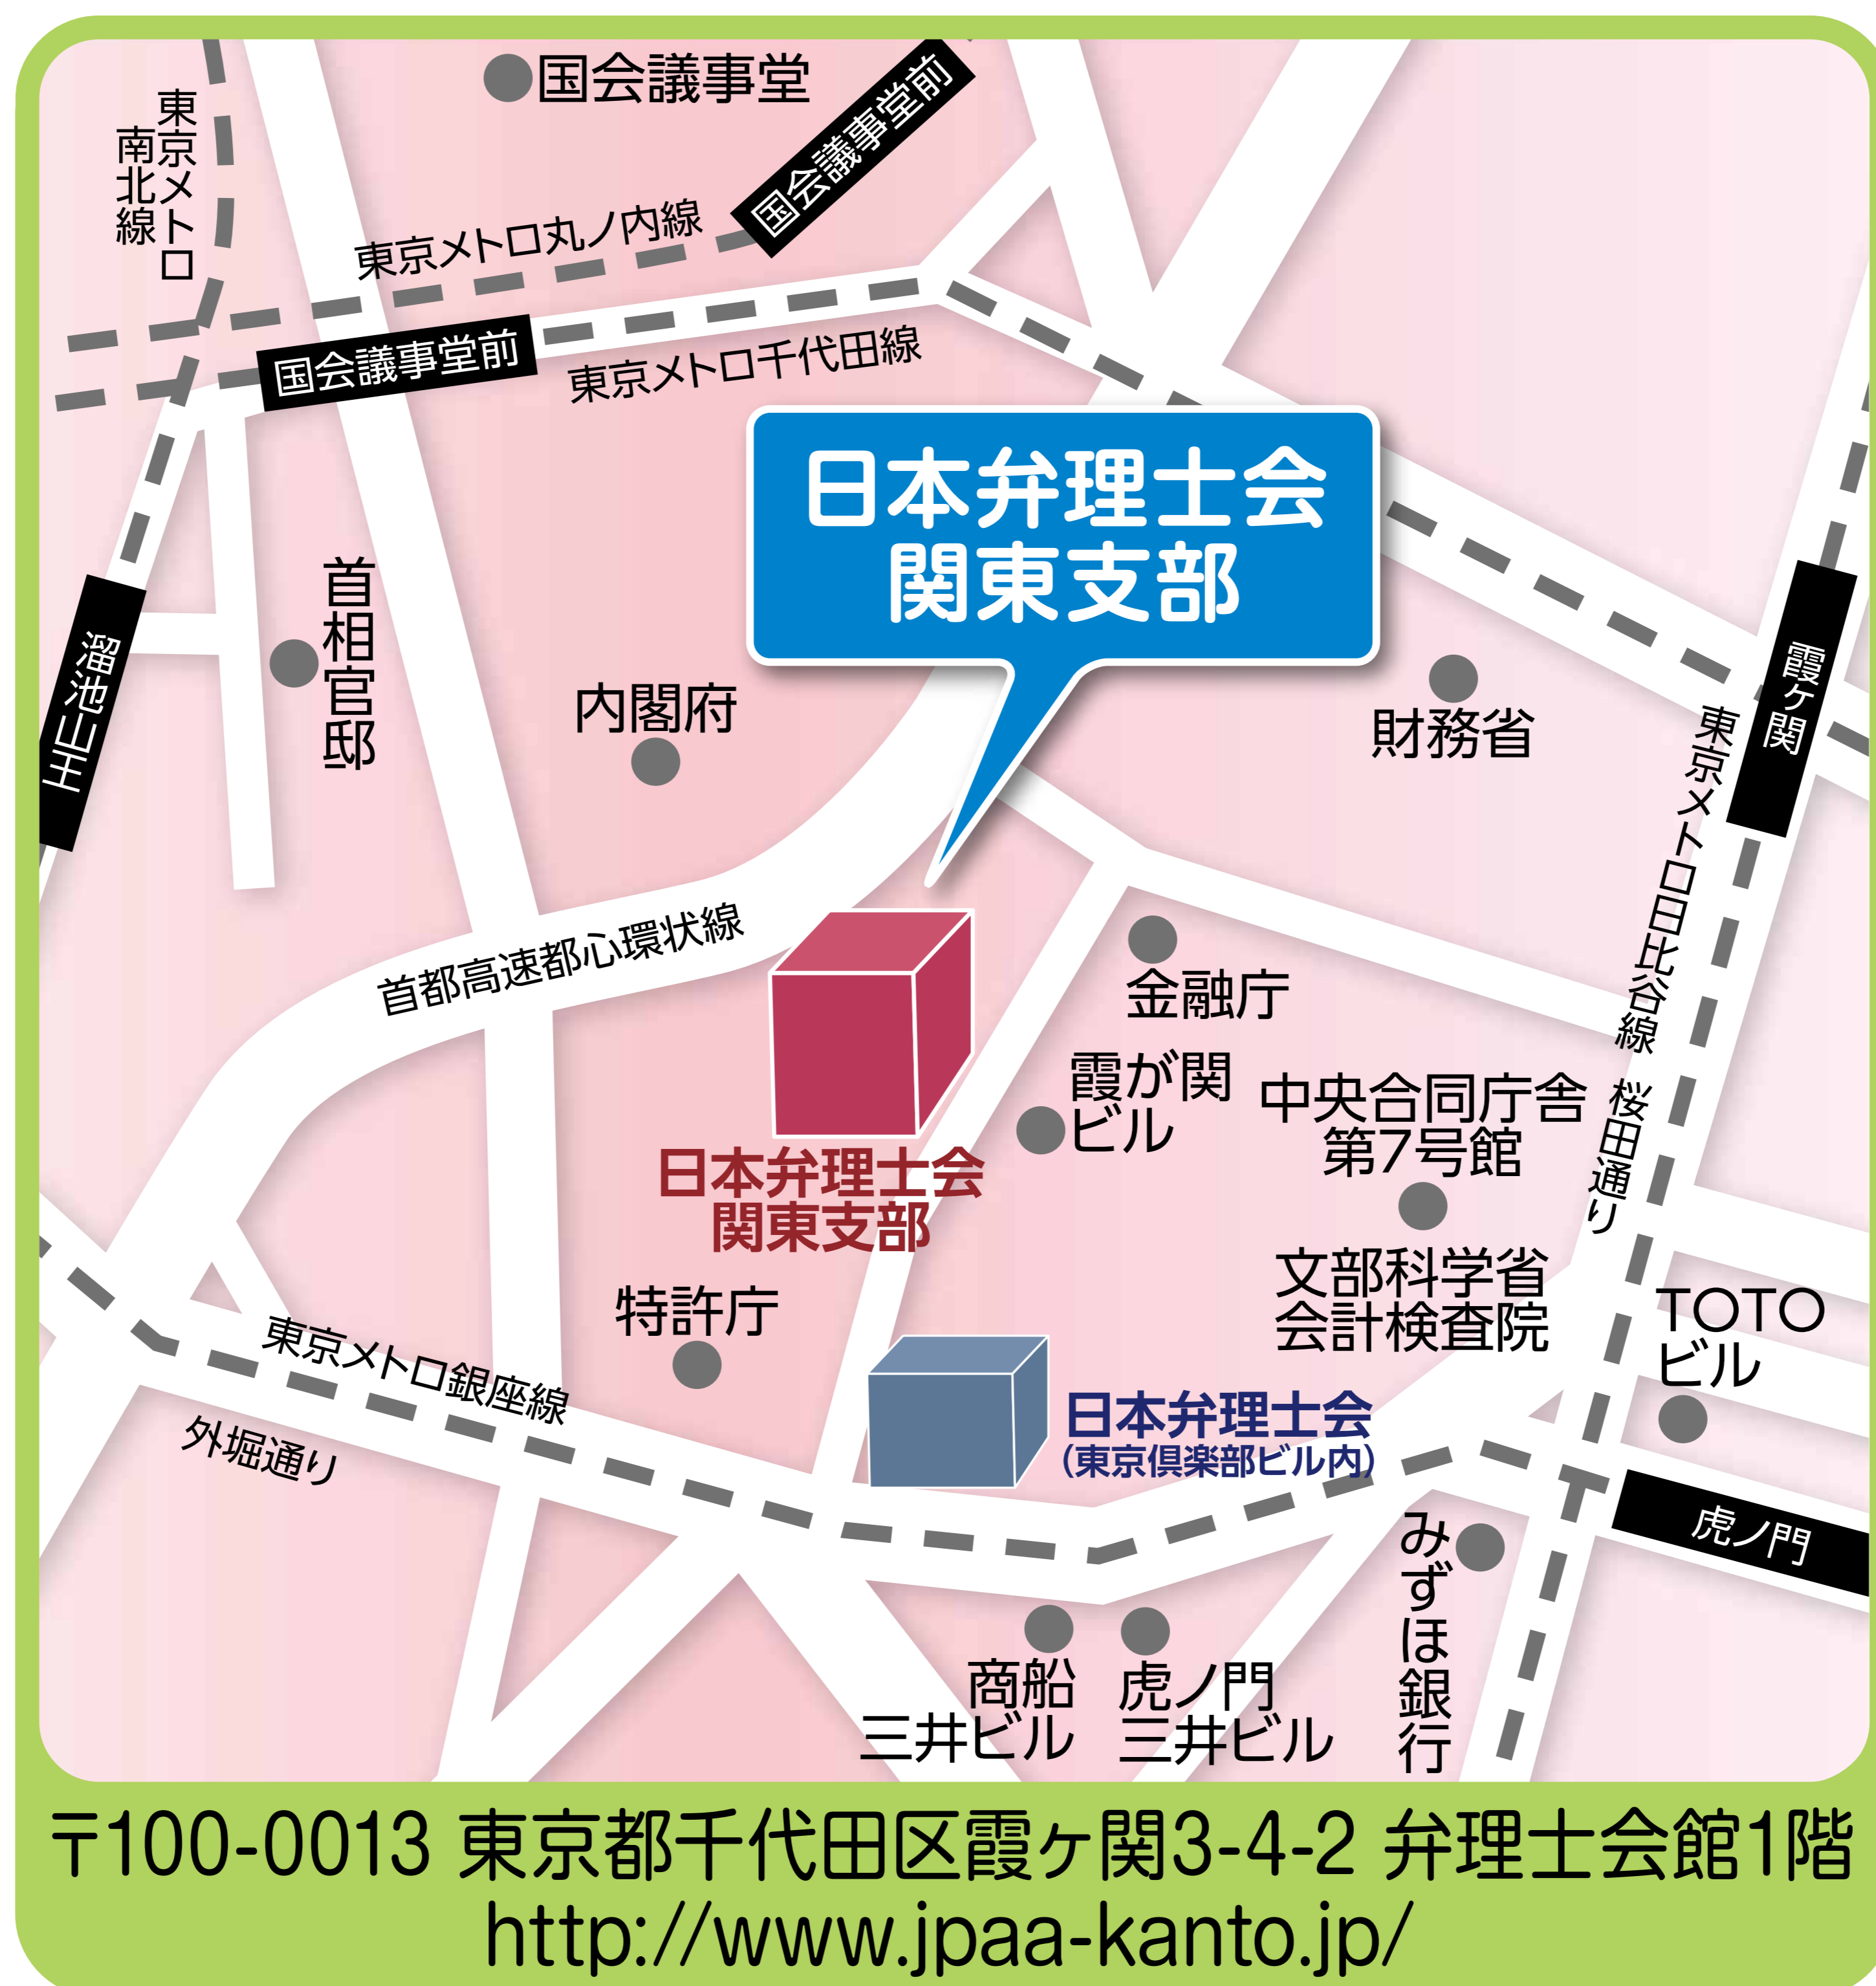 国会議事堂
国会議事堂前
東京メトロ
南北線
東京メトロ丸ノ内線
国会議事堂前
東京メトロ千代田線
日本弁理士会
関東支部
首相官邸
溜池山王
内閣府
財務省
霞ヶ関
東京メトロ日比谷線 桜田通り
首都高速都心環状線
金融庁
霞が関
ビル
中央合同庁舎
第7号館
日本弁理士会
関東支部
文部科学省
会計検査院
特許庁
TOTO
ビル
東京メトロ銀座線
外堀通り
日本弁理士会
(東京倶楽部ビル内)
虎ノ門
みずほ銀行
商船
三井ビル
虎ノ門
三井ビル
〒100-0013 東京都千代田区霞ヶ関3-4-2 弁理士会館1階
http://www.jpaa-kanto.jp/